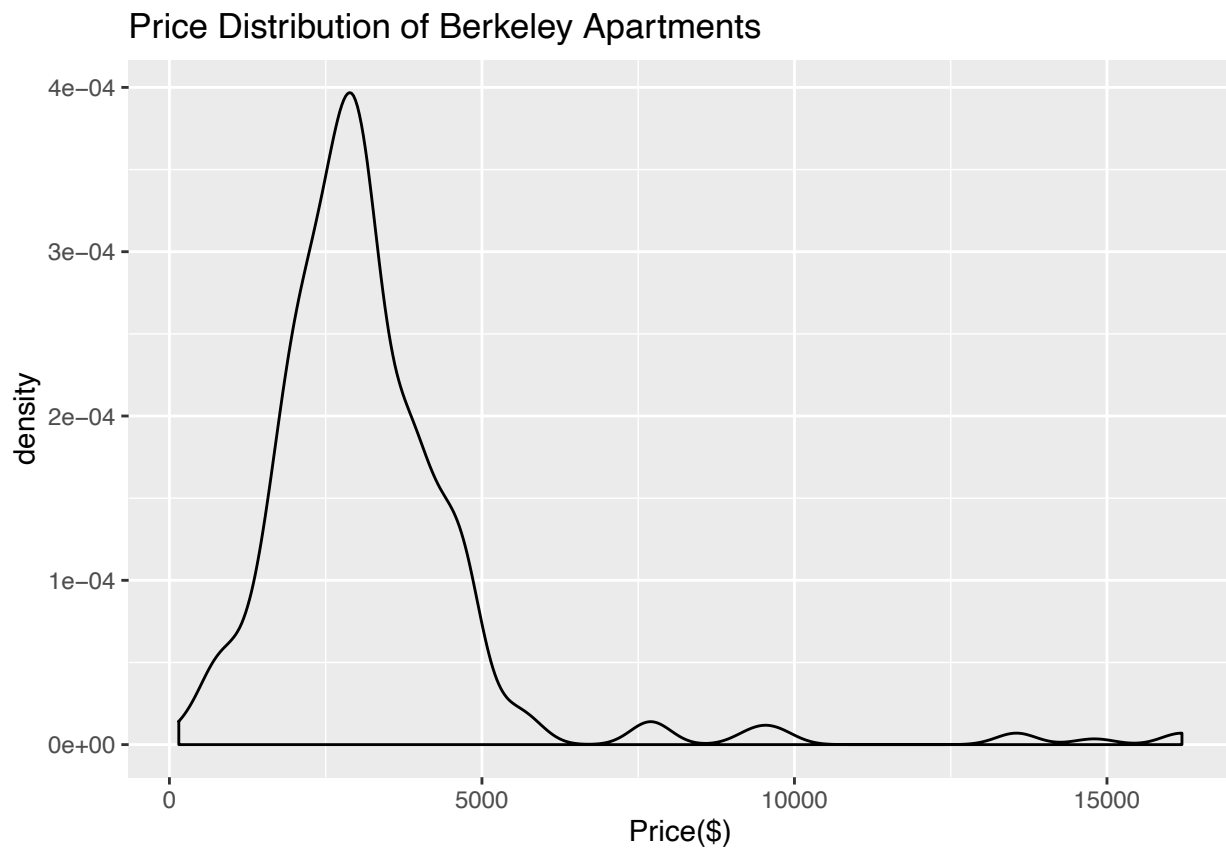 Price Distribution of Berkeley Apartments
4e−04
3e−04
2e−04
1e−04
0e+00
density
0 5000 10000 15000
Price($)